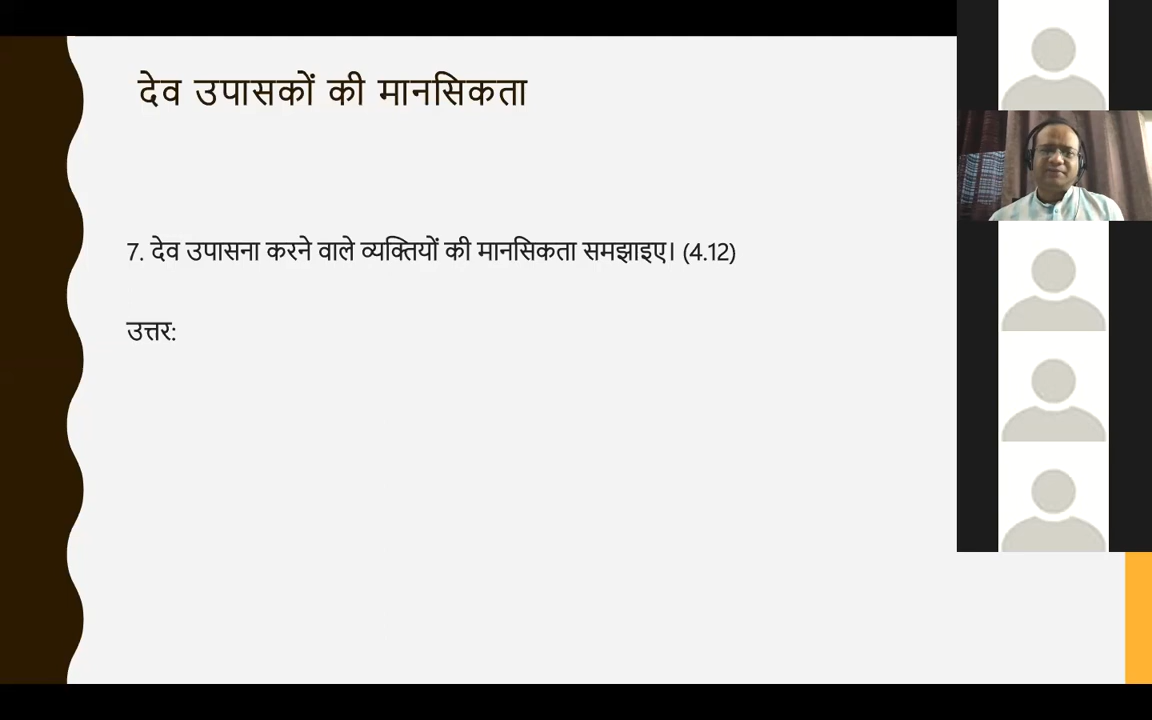 देव उपासकों की मानसिकता
7. देव उपासना करने वाले व्यक्तियों की मानसिकता समझाइए। (4.12)
उत्तर: